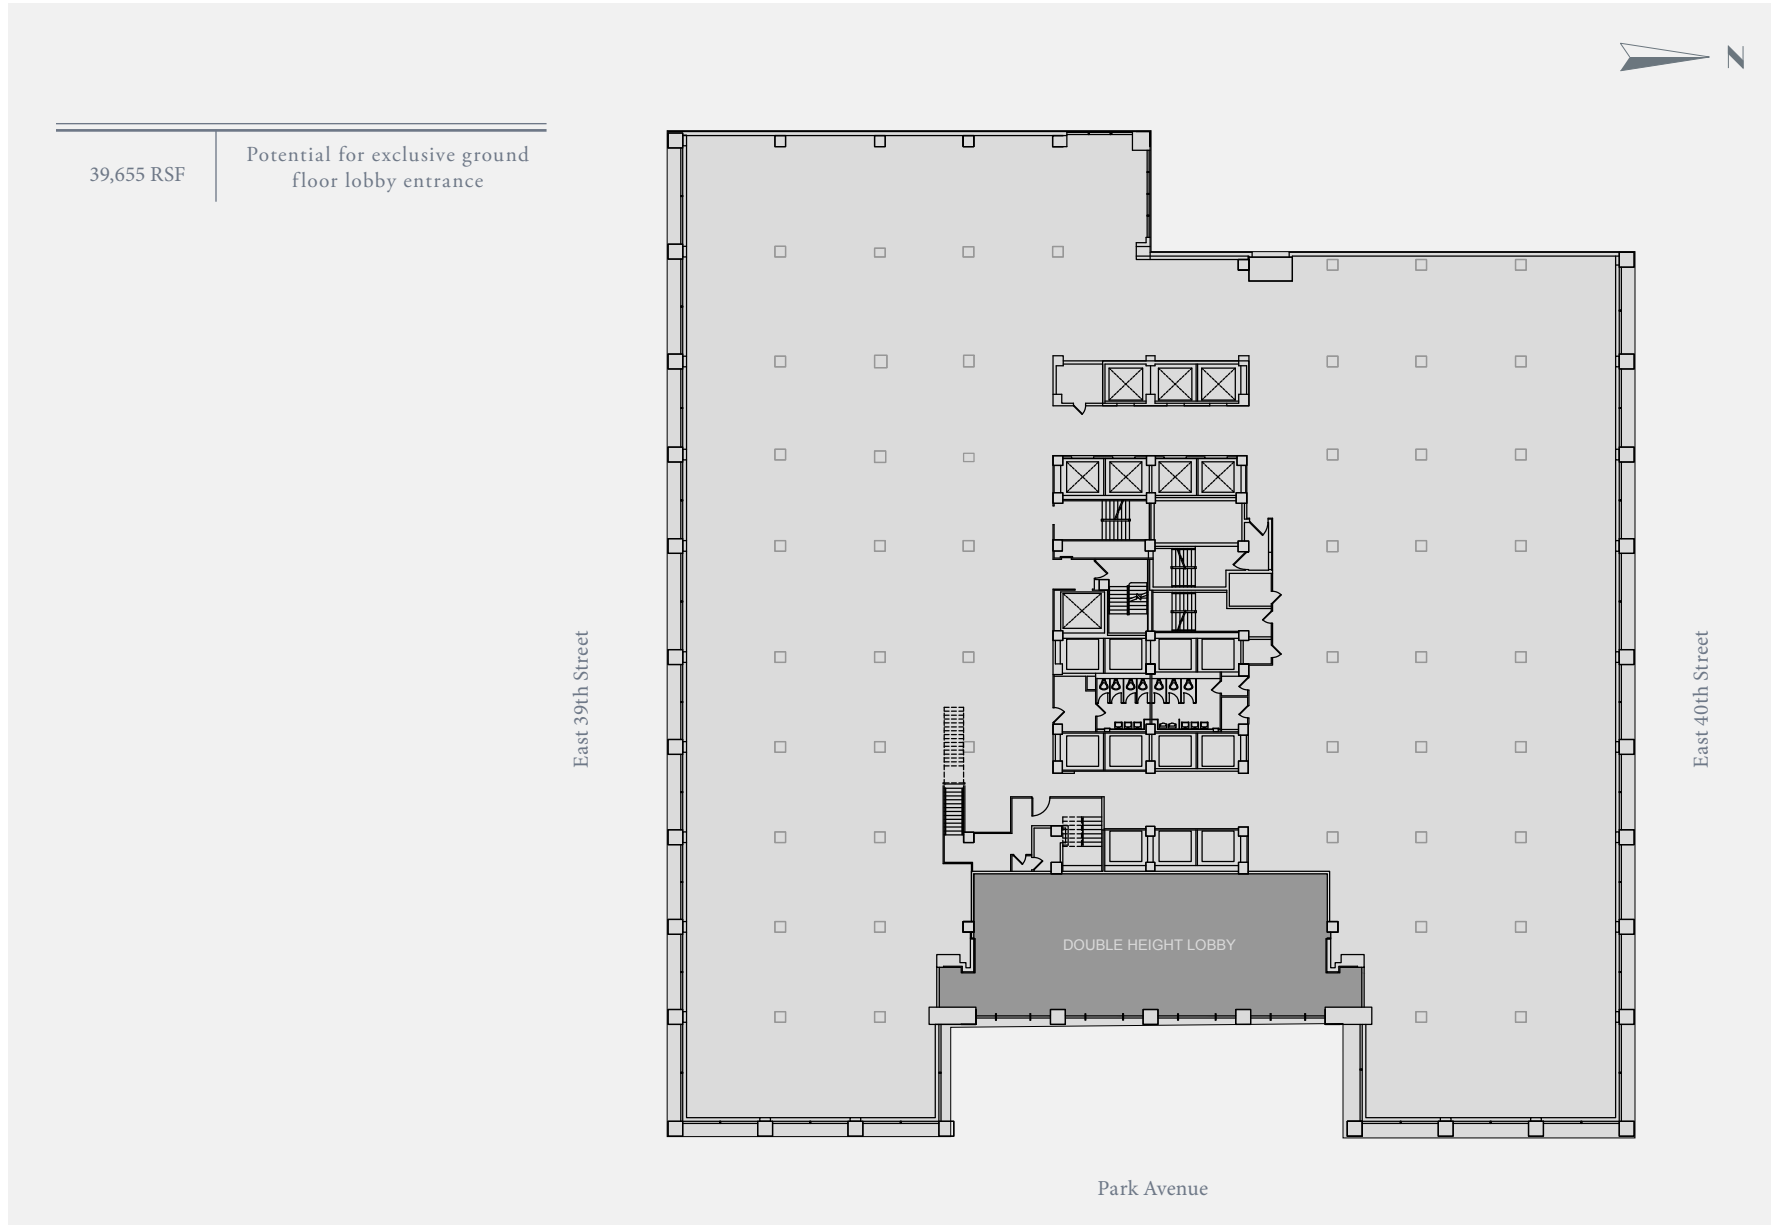 N
39,655 RSF
Potential for exclusive ground
floor lobby entrance
East 39th Street
East 40th Street
DOUBLE HEIGHT LOBBY
Park Avenue